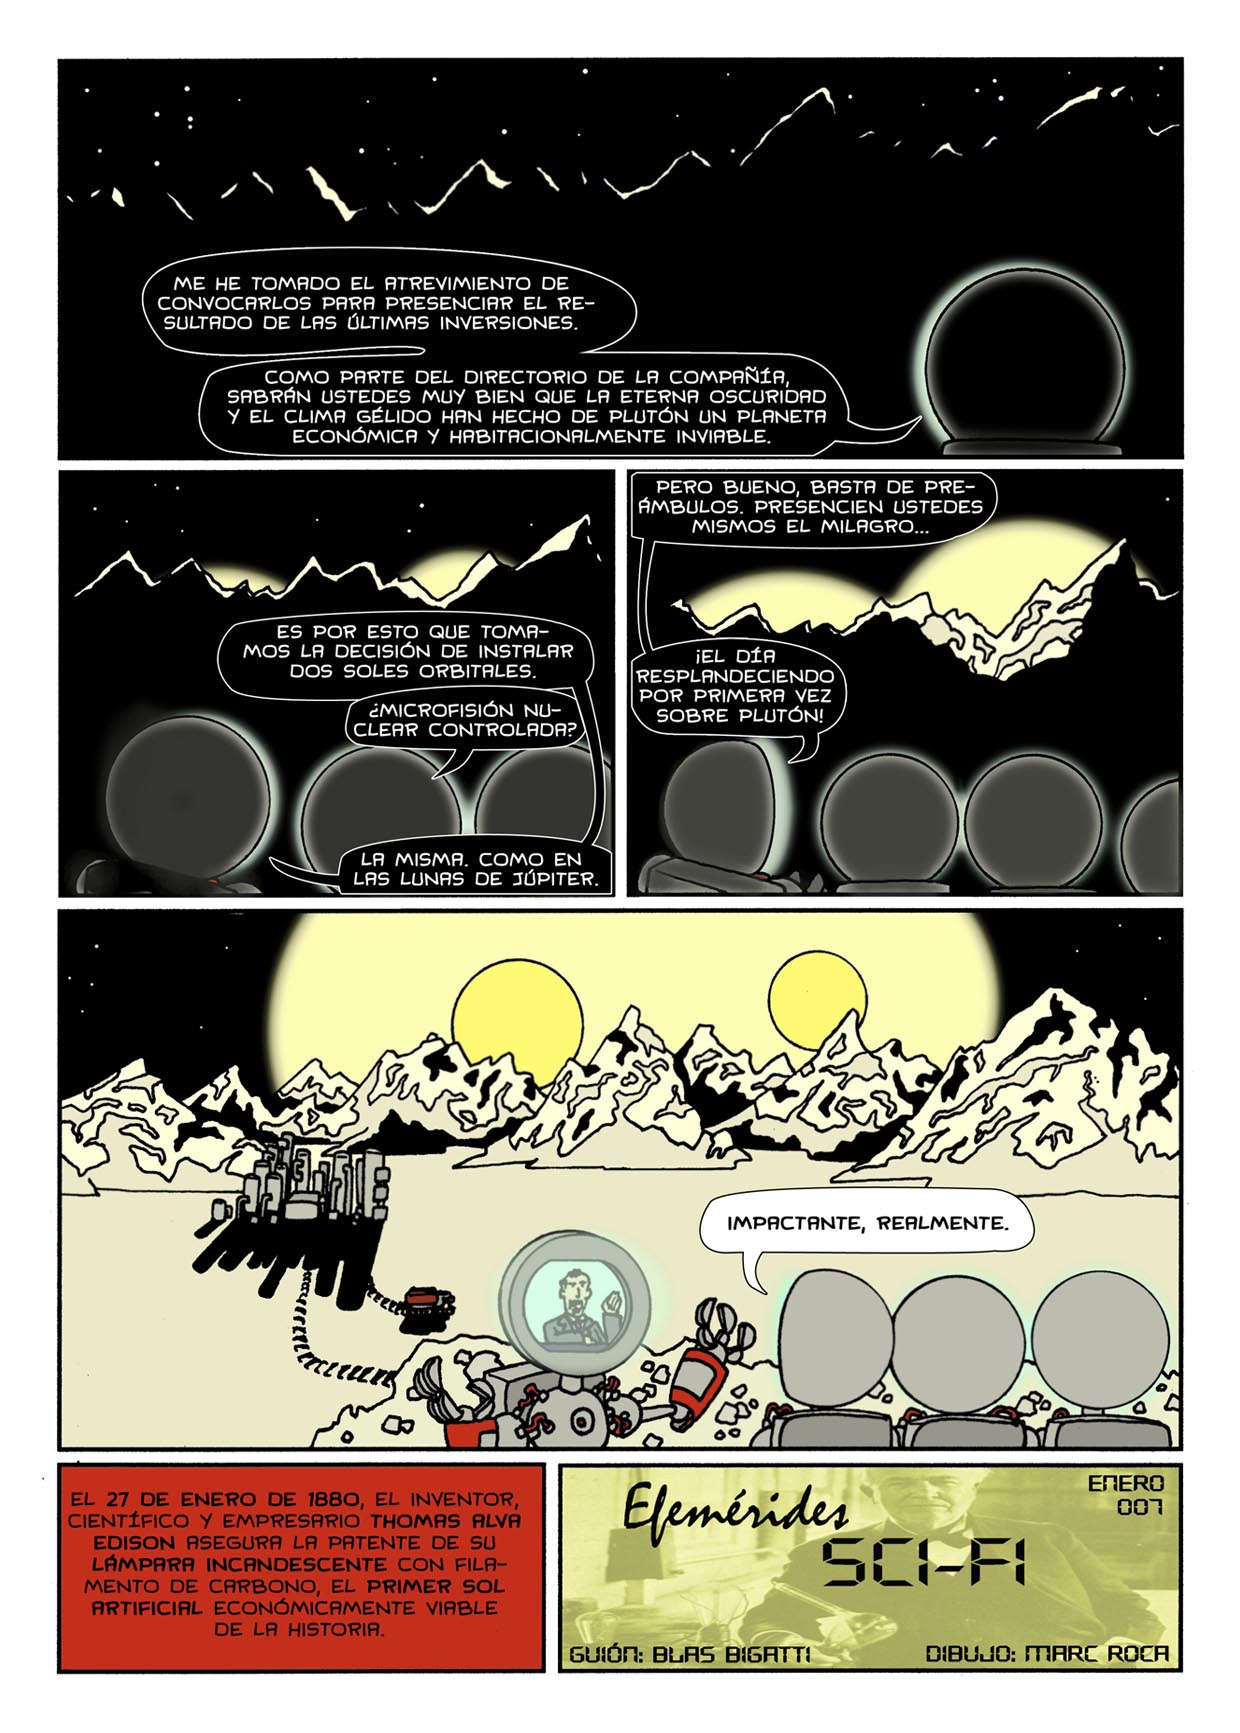 ME HE TOMADO EL ATREVIMIENTO DE
CONVOCARLOS PARA PRESENCIAR EL RE-
SULTADO DE LAS ÚLTIMAS INVERSIONES.
COMO PARTE DEL DIRECTORIO DE LA COMPAÑÍA,
SABRÁN USTEDES MUY BIEN QUE LA ETERNA OSCURIDAD
Y EL CLIMA GÉLIDO HAN HECHO DE PLUTÓN UN PLANETA
ECONÓMICA Y HABITACIONALMENTE INVIABLE.
ES POR ESTO QUE TOMA-
MOS LA DECISIÓN DE INSTALAR
DOS SOLES ORBITALES.
¿MICROFISIÓN NU-
CLEAR CONTROLADA?
LA MISMA. COMO EN
LAS LUNAS DE JÚPITER.
PERO BUENO, BASTA DE PRE-
ÁMBULOS. PRESENCIEN USTEDES
MISMOS EL MILAGRO...
¡EL DÍA
RESPLANDECIENDO
POR PRIMERA VEZ
SOBRE PLUTÓN!
IMPACTANTE, REALMENTE.
EL 27 DE ENERO DE 1880, EL INVENTOR,
CIENTÍFICO Y EMPRESARIO THOMAS ALVA
EDISON ASEGURA LA PATENTE DE SU
LÁMPARA INCANDESCENTE CON FILA-
MENTO DE CARBONO, EL PRIMER SOL
ARTIFICIAL ECONÓMICAMENTE VIABLE
DE LA HISTORIA.
Efemérides
SCI-FI
ENERO
007
GUIÓN: BLAS BIGATTI
DIBUJO: MARC ROCA